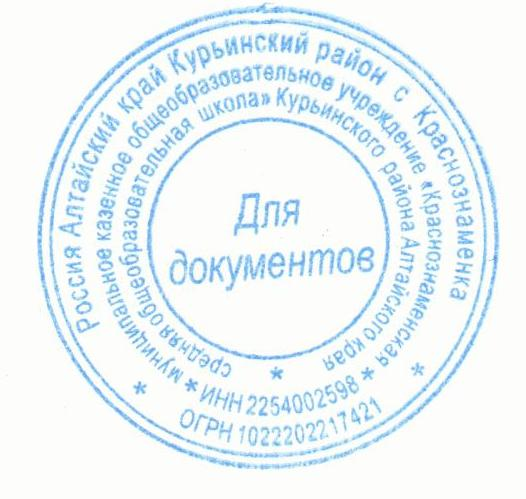 Россия Алтайский край Курьинский район с Краснознаменка
* ОГРН 1022202217421 *
муниципальное казенное общеобразовательное учреждение «Краснознаменская
* ИНН 2254002598 *
средняя общеобразовательная школа» Курьинского района Алтайского края
*
Для
документов